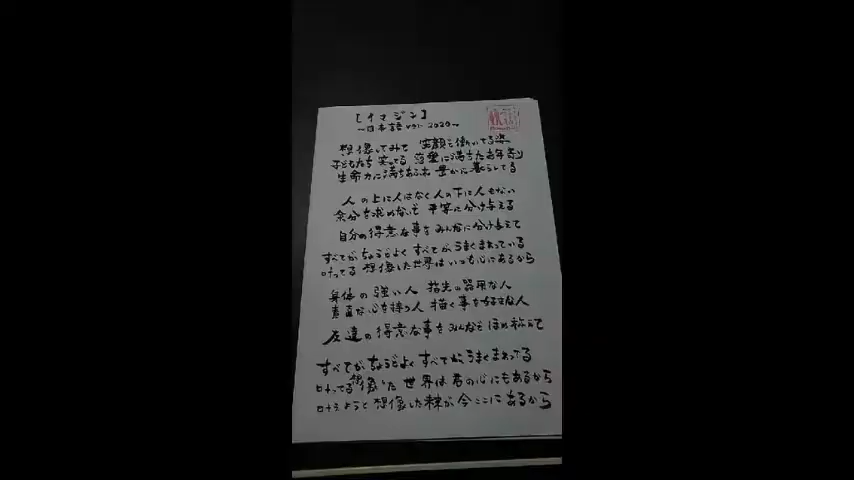 【イマジン】
~日本語ver. 2020~
想像してみて 笑顔で働いてる姿
子どもたち 笑ってる 慈愛に満ちたお年寄り
生命力に満ちあふれ 豊かに暮らしてる
人の上に人はなく人の下に人もない
余分を求めないで 平等に分け与える
自分の得意な事を みんなに分け与えて
すべてがちょうどよく すべてが うまくまわっている
叶ってる 想像した世界は いつも心にあるから
身体の強い人 指先の器用な人
素直な心を持つ人 描く事を好きな人
友達の得意な事を みんなで ほめ称えて
すべてがちょうどよく すべてが うまくまわってる
叶ってる 想像した 世界は 君の心にもあるから
叶えようと 想像した 種が 今ここに あるから